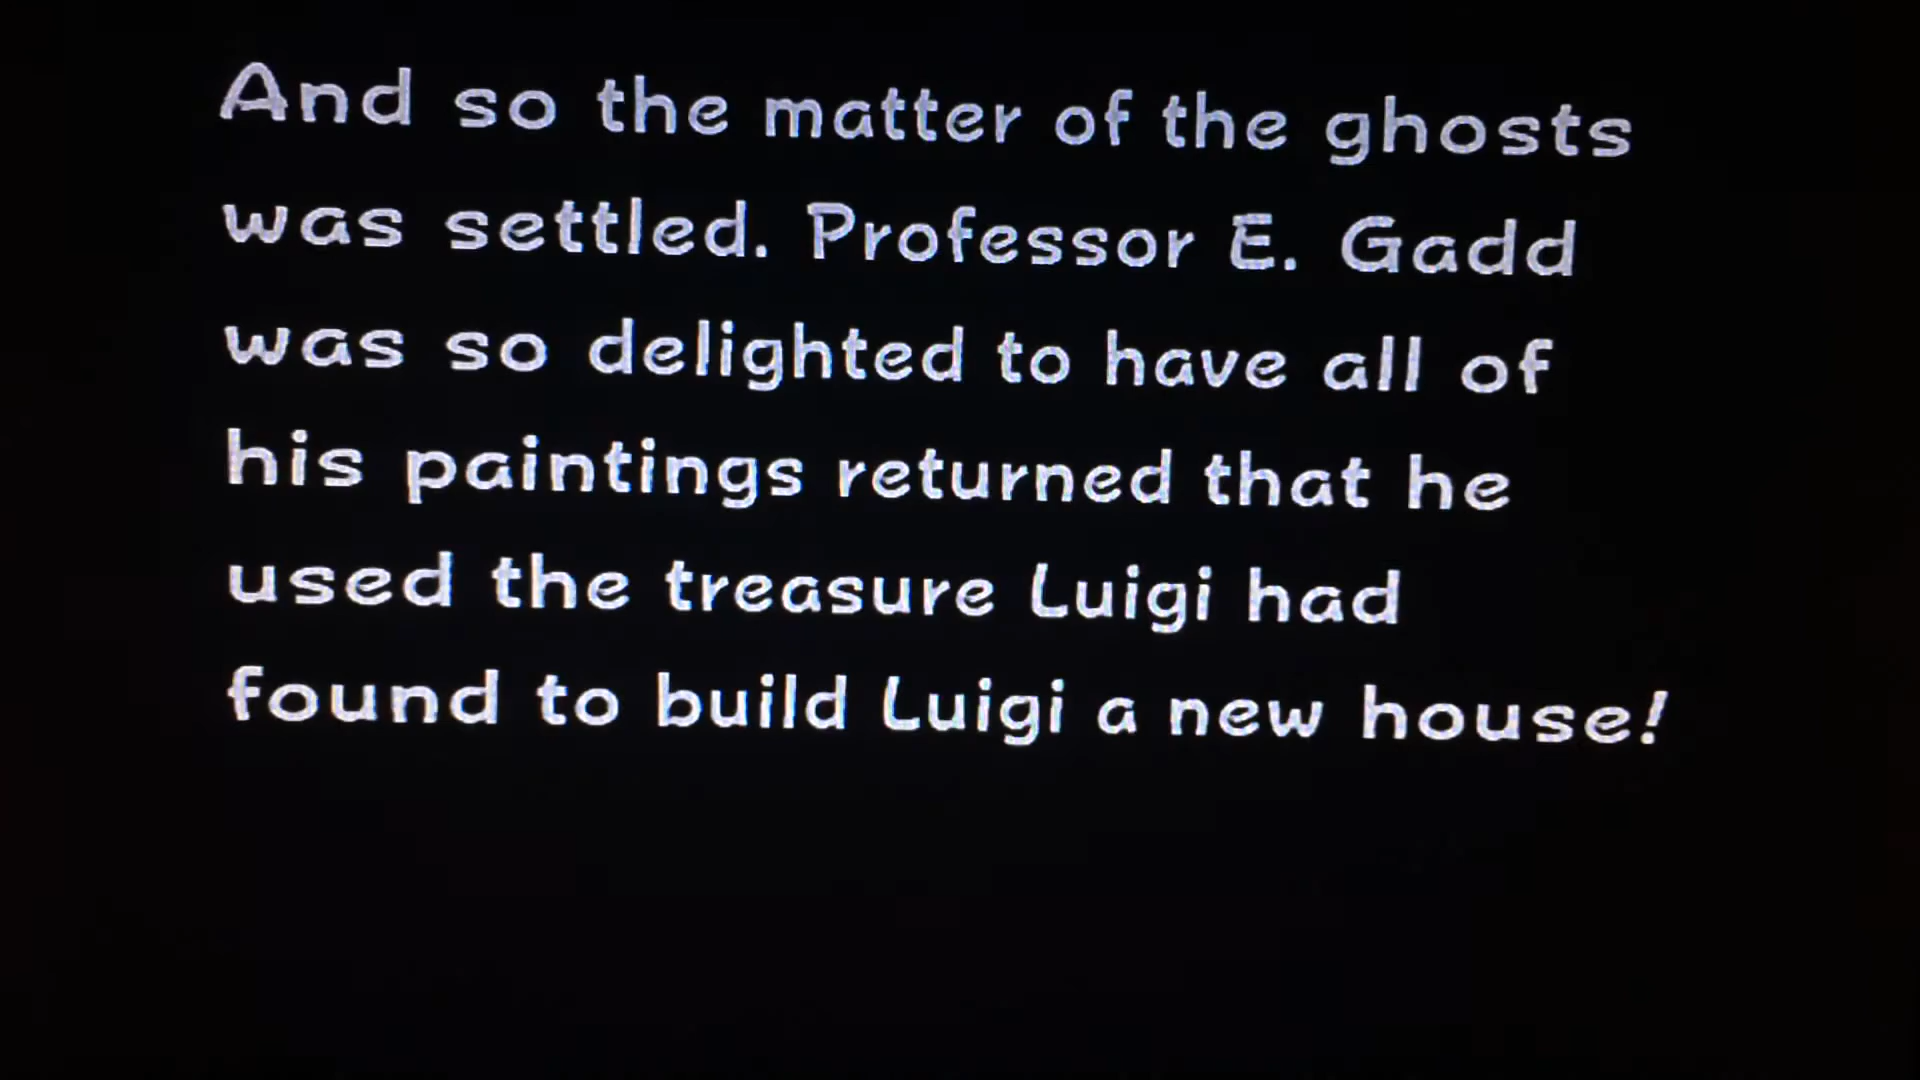 And so the matter of the ghosts
was settled. Professor E. Gadd
was so delighted to have all of
his paintings returned that he
used the treasure Luigi had
found to build Luigi a new house!